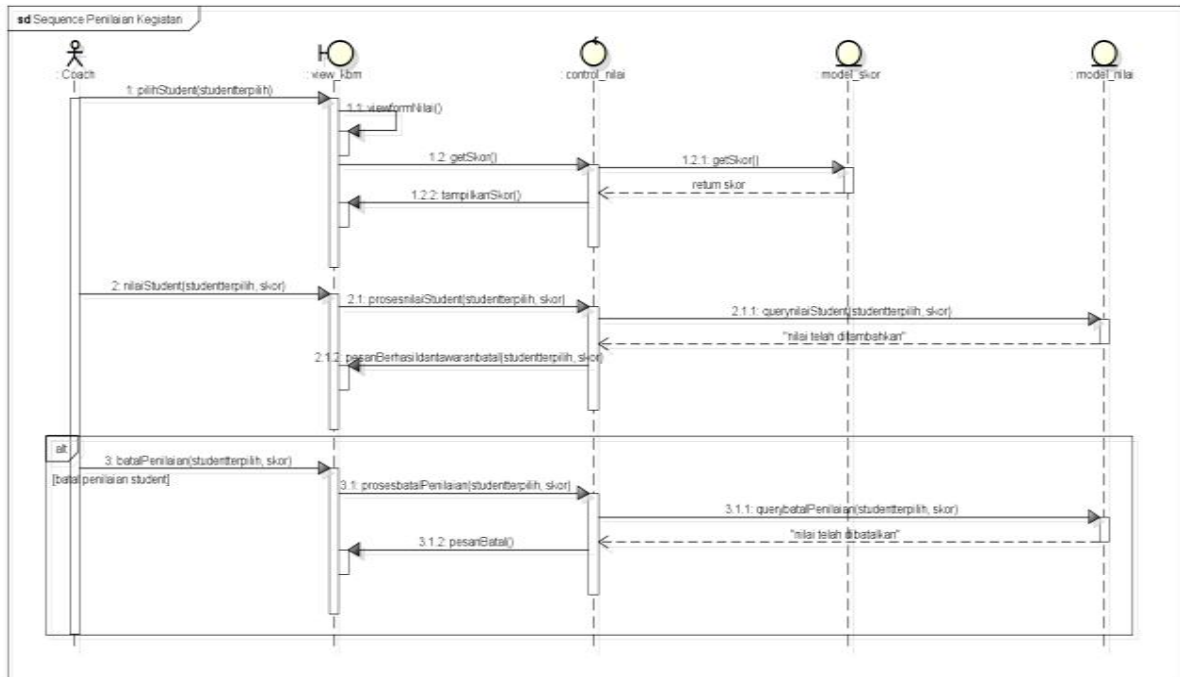 sd Sequence Penilaian Kegiatan
: Coach
: view_kbm
: control_nilai
: model_skor
: model_nilai
1: pilihStudent(studentterpilih)
1.1: viewformNilai()
1.2: getSkor()
1.2.1: getSkor()
return skor
1.2.2: tampilkanSkor()
2: nilaiStudent(studentterpilih, skor)
2.1: prosesnilaiStudent(studentterpilih, skor)
2.1.1: querynilaiStudent(studentterpilih, skor)
"nilai telah ditambahkan"
2.1.2: pesanBerhasildantawaranbatal(studentterpilih, skor)
alt
3: batalPenilaian(studentterpilih, skor)
[batal penilaian student]
3.1: prosesbatalPenilaian(studentterpilih, skor)
3.1.1: querybatalPenilaian(studentterpilih, skor)
"nilai telah dibatalkan"
3.1.2: pesanBatal()